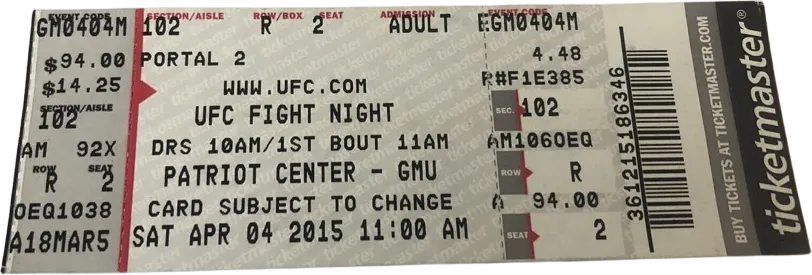 EVENT CODE SECTION/AISLE ROW/BOX SEAT ADMISSION EVENT CODE
GM0404M 102 R 2 ADULT EGM0404M
$94.00 PORTAL 2 4.48
$14.25 WWW.UFC.COM R#F1E385
SECTION/AISLE
102 UFC FIGHT NIGHT SEC. 102
AM 92X DRS 10AM/1ST BOUT 11AM AM106OEQ
ROW SEAT
R 2 PATRIOT CENTER - GMU ROW R
OEQ1038 CARD SUBJECT TO CHANGE A 94.00
A18MAR5 SAT APR 04 2015 11:00 AM SEAT 2
361215186346
BUY TICKETS AT TICKETMASTER.COM
ticketmaster®